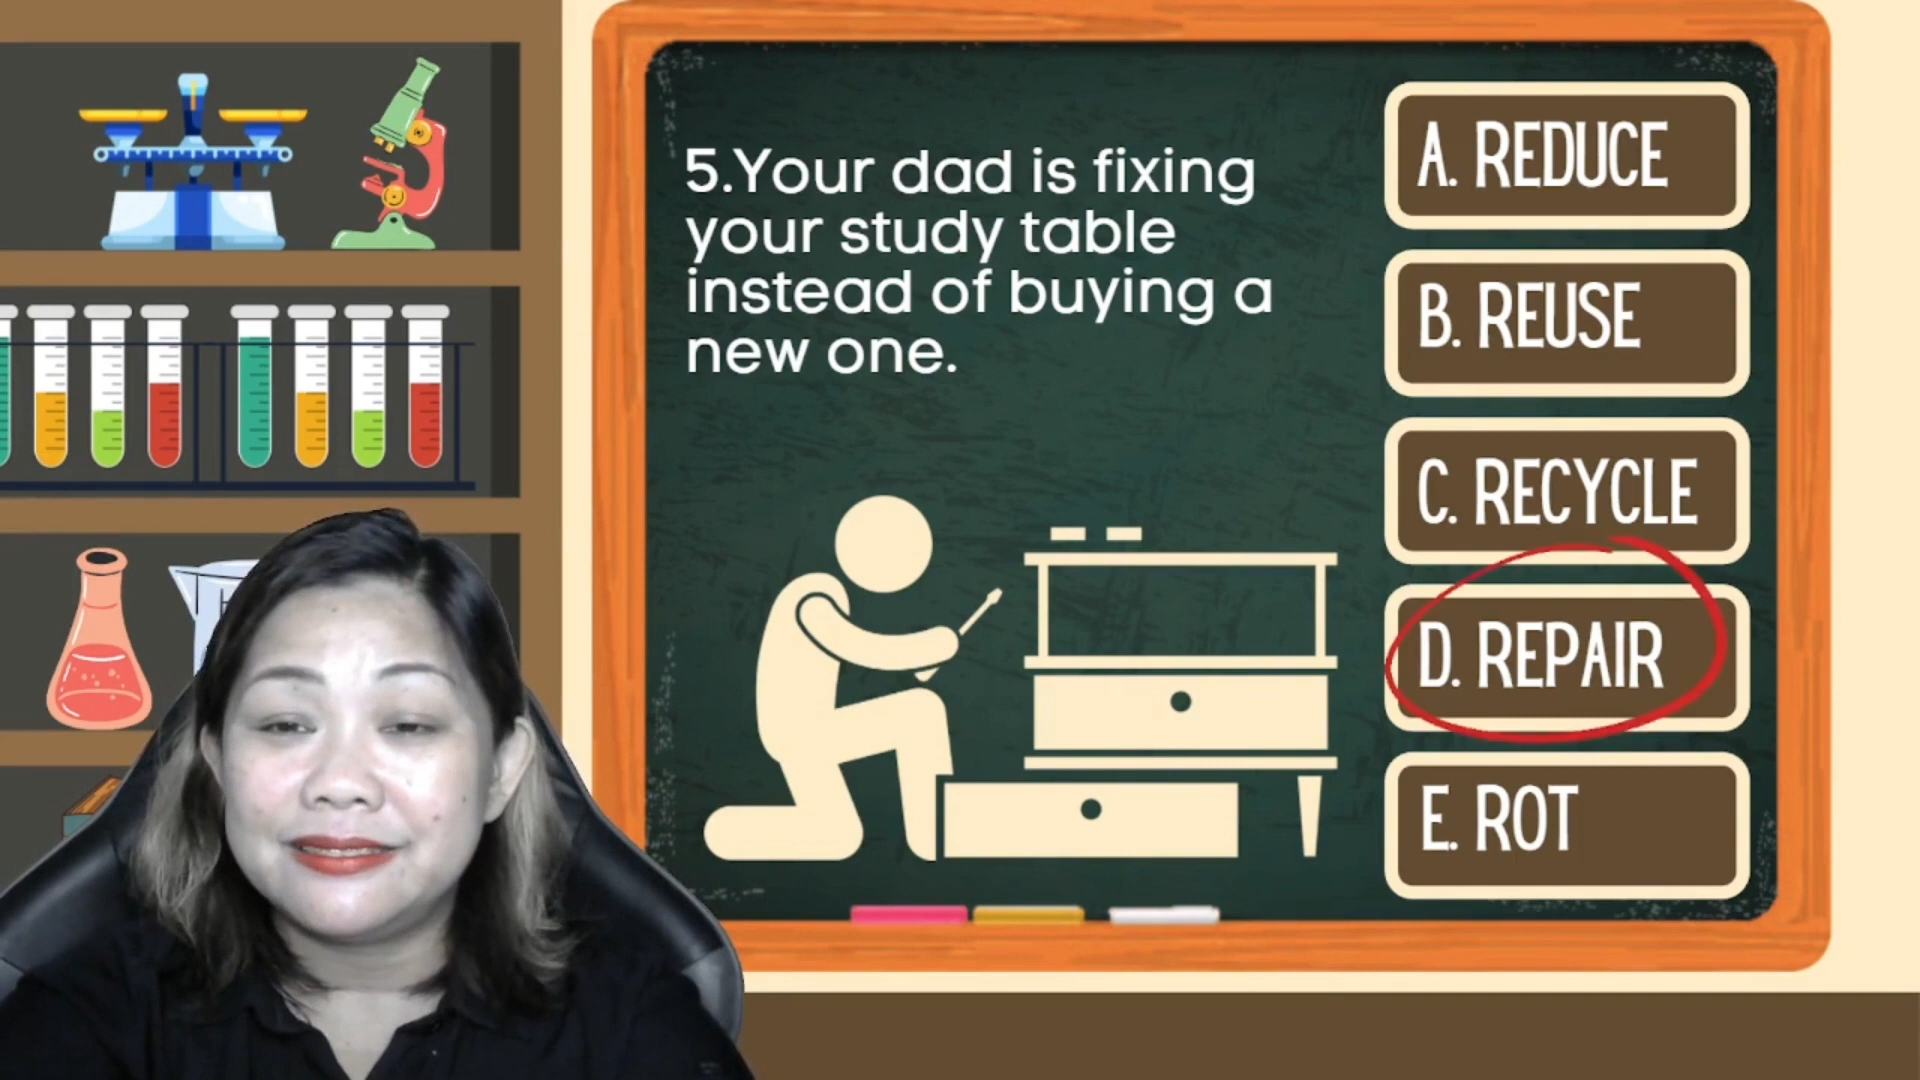 5.Your dad is fixing
your study table
instead of buying a
new one.
A. REDUCE
B. REUSE
C. RECYCLE
D. REPAIR
E. ROT